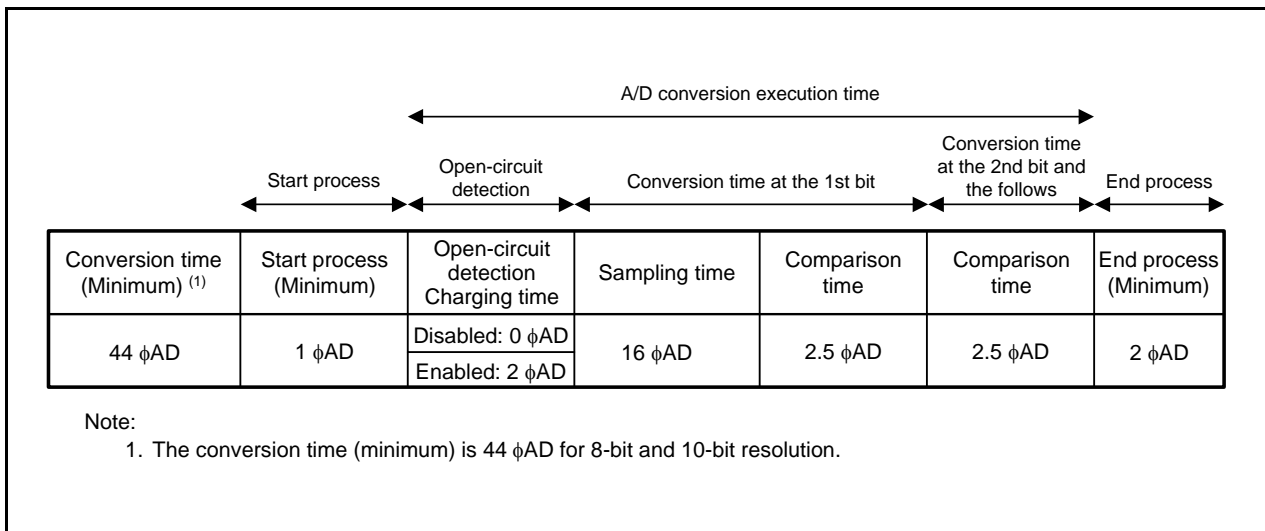 A/D conversion execution time
Start process
Open-circuit
detection
Conversion time at the 1st bit
Conversion time
at the 2nd bit and
the follows
End process
Conversion time
(Minimum) (1)
Start process
(Minimum)
Open-circuit
detection
Charging time
Sampling time
Comparison
time
Comparison
time
End process
(Minimum)
44 ϕAD
1 ϕAD
Disabled: 0 ϕAD
Enabled: 2 ϕAD
16 ϕAD
2.5 ϕAD
2.5 ϕAD
2 ϕAD
Note:
1. The conversion time (minimum) is 44 ϕAD for 8-bit and 10-bit resolution.